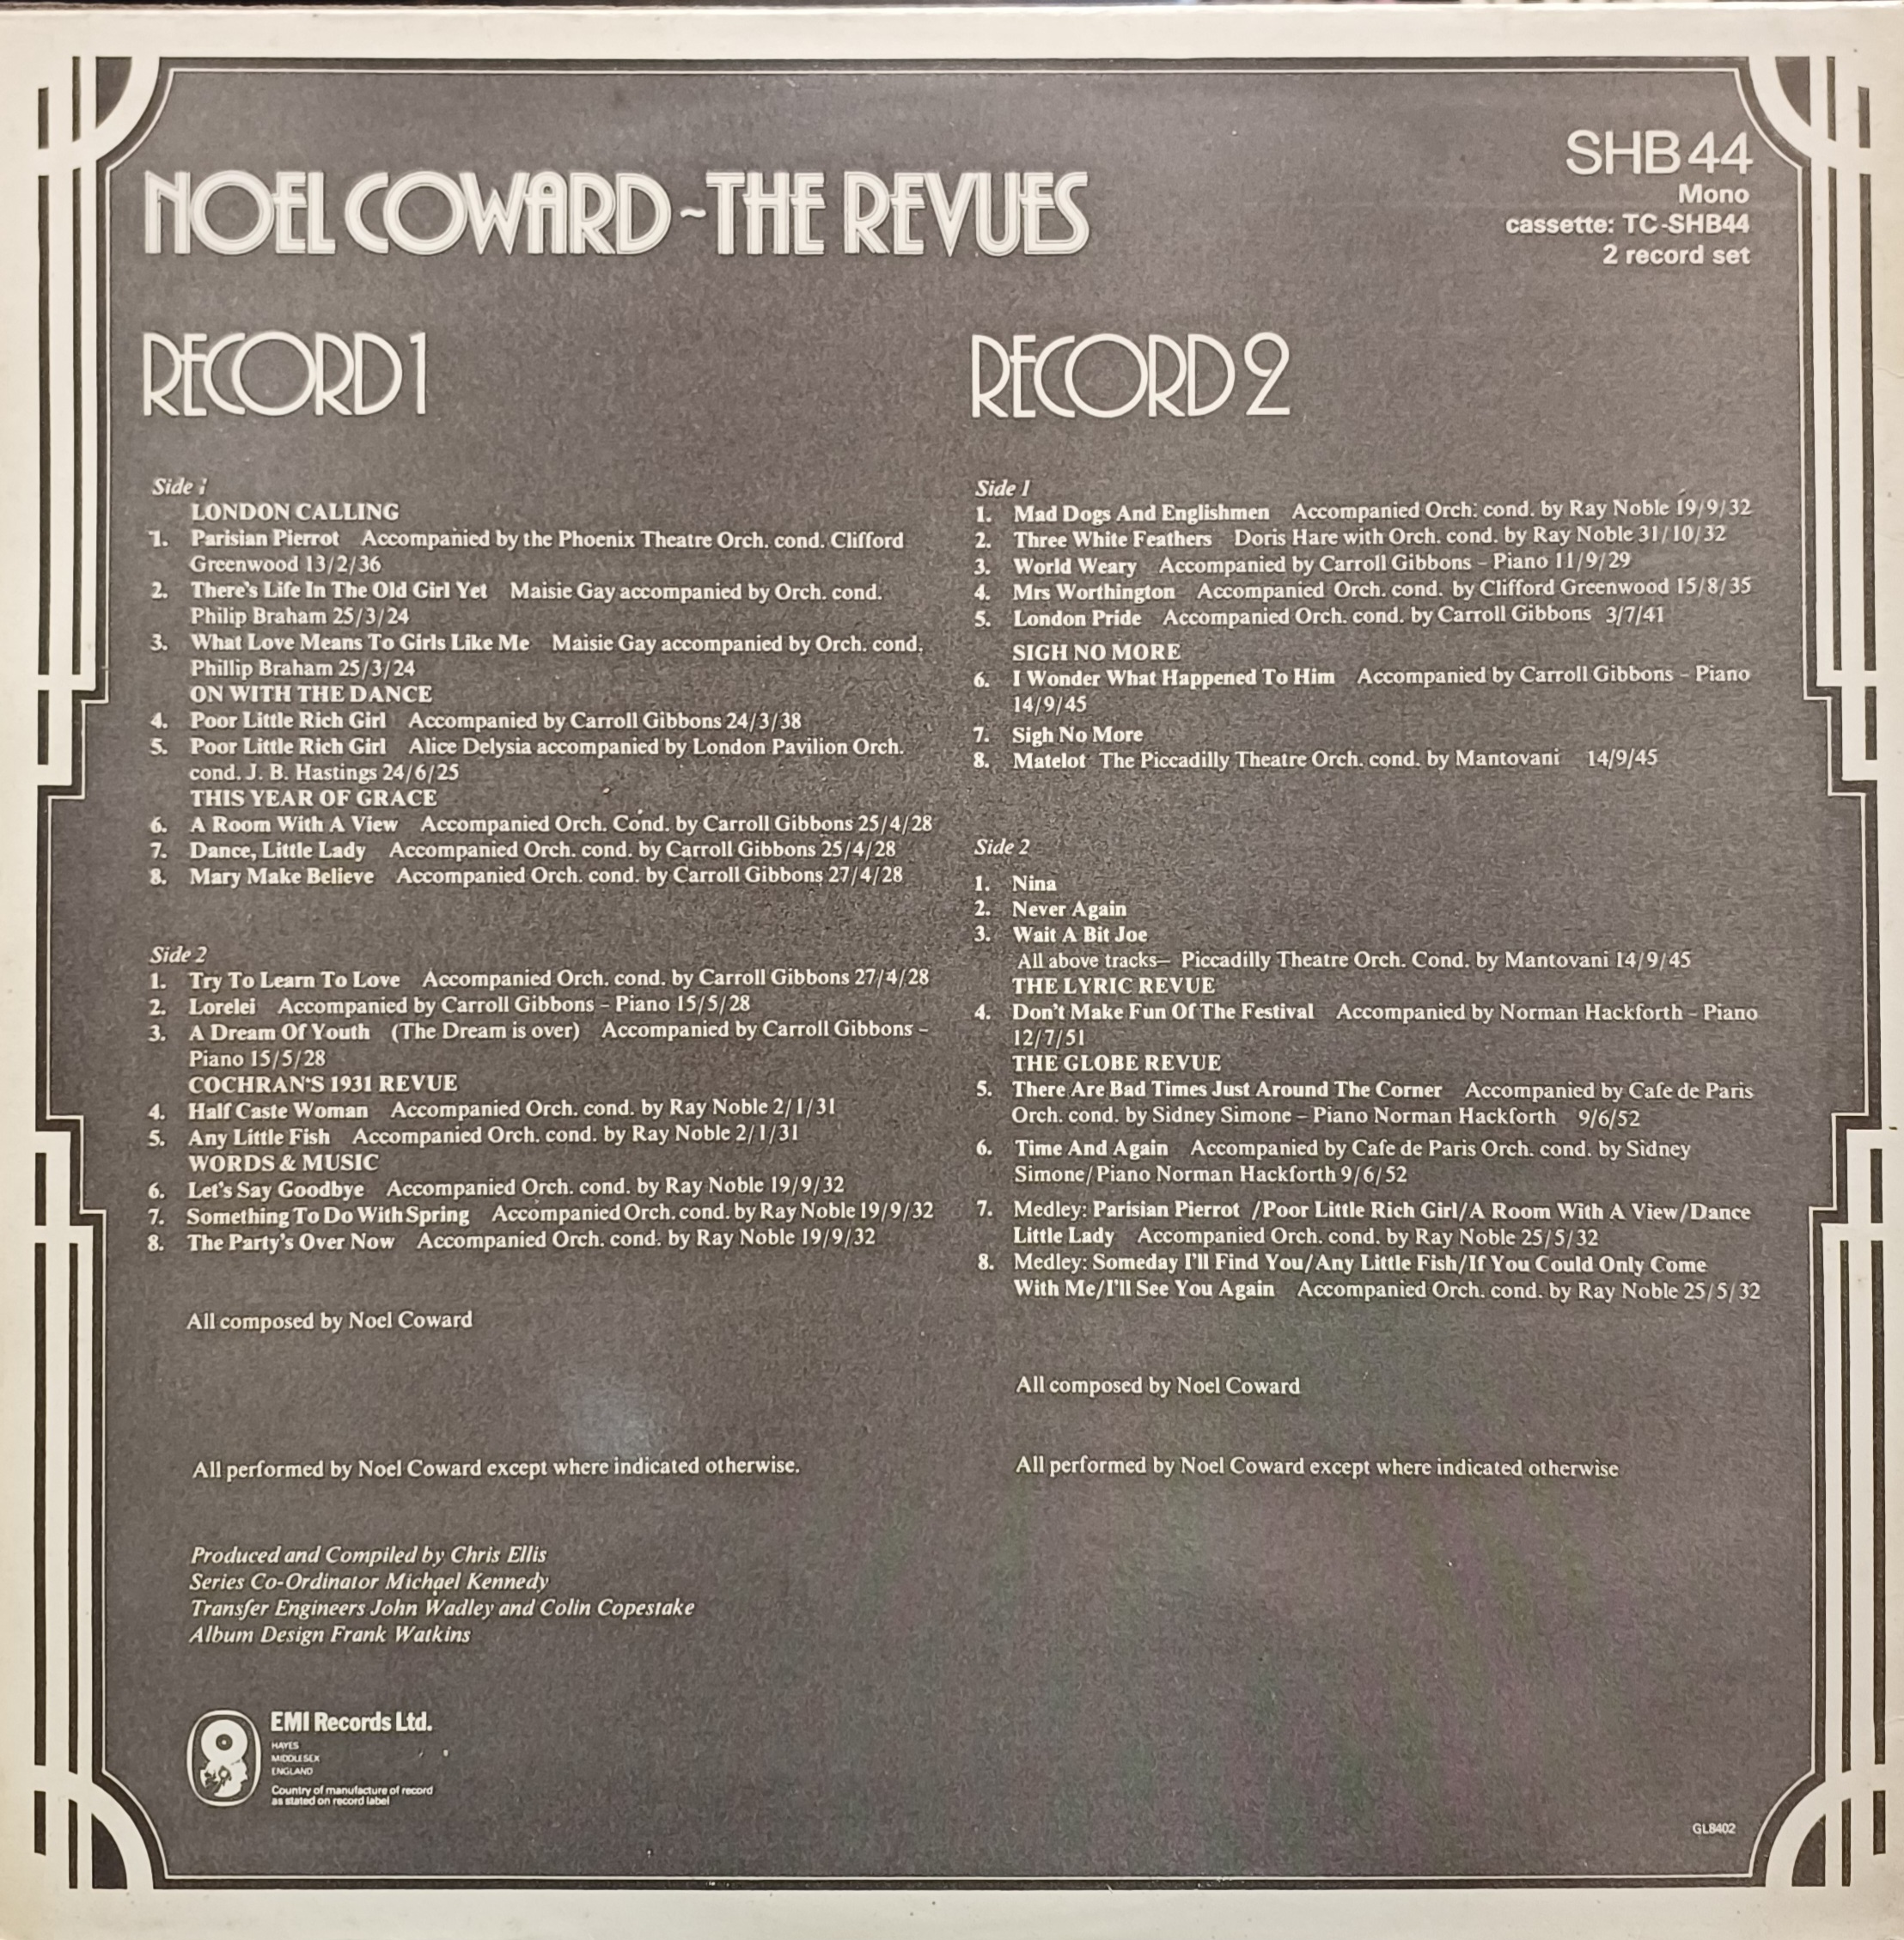 NOEL COWARD ~ THE REVUES
SHB 44
Mono
cassette: TC-SHB44
2 record set
RECORD 1
Side 1
LONDON CALLING
1. Parisian Pierrot Accompanied by the Phoenix Theatre Orch. cond. Clifford
Greenwood 13/2/36
2. There's Life In The Old Girl Yet Maisie Gay accompanied by Orch. cond.
Philip Braham 25/3/24
3. What Love Means To Girls Like Me Maisie Gay accompanied by Orch. cond.
Phillip Braham 25/3/24
ON WITH THE DANCE
4. Poor Little Rich Girl Accompanied by Carroll Gibbons 24/3/38
5. Poor Little Rich Girl Alice Delysia accompanied by London Pavilion Orch.
cond. J. B. Hastings 24/6/25
THIS YEAR OF GRACE
6. A Room With A View Accompanied Orch. Cond. by Carroll Gibbons 25/4/28
7. Dance, Little Lady Accompanied Orch. cond. by Carroll Gibbons 25/4/28
8. Mary Make Believe Accompanied Orch. cond. by Carroll Gibbons 27/4/28
Side 2
1. Try To Learn To Love Accompanied Orch. cond. by Carroll Gibbons 27/4/28
2. Lorelei Accompanied by Carroll Gibbons – Piano 15/5/28
3. A Dream Of Youth (The Dream is over) Accompanied by Carroll Gibbons –
Piano 15/5/28
COCHRAN'S 1931 REVUE
4. Half Caste Woman Accompanied Orch. cond. by Ray Noble 2/1/31
5. Any Little Fish Accompanied Orch. cond. by Ray Noble 2/1/31
WORDS & MUSIC
6. Let's Say Goodbye Accompanied Orch. cond. by Ray Noble 19/9/32
7. Something To Do With Spring Accompanied Orch. cond. by Ray Noble 19/9/32
8. The Party's Over Now Accompanied Orch. cond. by Ray Noble 19/9/32
All composed by Noel Coward
All performed by Noel Coward except where indicated otherwise.
Produced and Compiled by Chris Ellis
Series Co-Ordinator Michael Kennedy
Transfer Engineers John Wadley and Colin Copestake
Album Design Frank Watkins
EMI Records Ltd.
HAYES
MIDDLESEX
ENGLAND
Country of manufacture of record
as stated on record label
RECORD 2
Side 1
1. Mad Dogs And Englishmen Accompanied Orch. cond. by Ray Noble 19/9/32
2. Three White Feathers Doris Hare with Orch. cond. by Ray Noble 31/10/32
3. World Weary Accompanied by Carroll Gibbons – Piano 11/9/29
4. Mrs Worthington Accompanied Orch. cond. by Clifford Greenwood 15/8/35
5. London Pride Accompanied Orch. cond. by Carroll Gibbons 3/7/41
SIGH NO MORE
6. I Wonder What Happened To Him Accompanied by Carroll Gibbons – Piano
14/9/45
7. Sigh No More
8. Matelot The Piccadilly Theatre Orch. cond. by Mantovani 14/9/45
Side 2
1. Nina
2. Never Again
3. Wait A Bit Joe
All above tracks— Piccadilly Theatre Orch. Cond. by Mantovani 14/9/45
THE LYRIC REVUE
4. Don't Make Fun Of The Festival Accompanied by Norman Hackforth – Piano
12/7/51
THE GLOBE REVUE
5. There Are Bad Times Just Around The Corner Accompanied by Cafe de Paris
Orch. cond. by Sidney Simone – Piano Norman Hackforth 9/6/52
6. Time And Again Accompanied by Cafe de Paris Orch. cond. by Sidney
Simone/Piano Norman Hackforth 9/6/52
7. Medley: Parisian Pierrot /Poor Little Rich Girl/A Room With A View/Dance
Little Lady Accompanied Orch. cond. by Ray Noble 25/5/32
8. Medley: Someday I'll Find You/Any Little Fish/If You Could Only Come
With Me/I'll See You Again Accompanied Orch. cond. by Ray Noble 25/5/32
All composed by Noel Coward
All performed by Noel Coward except where indicated otherwise
GL8402